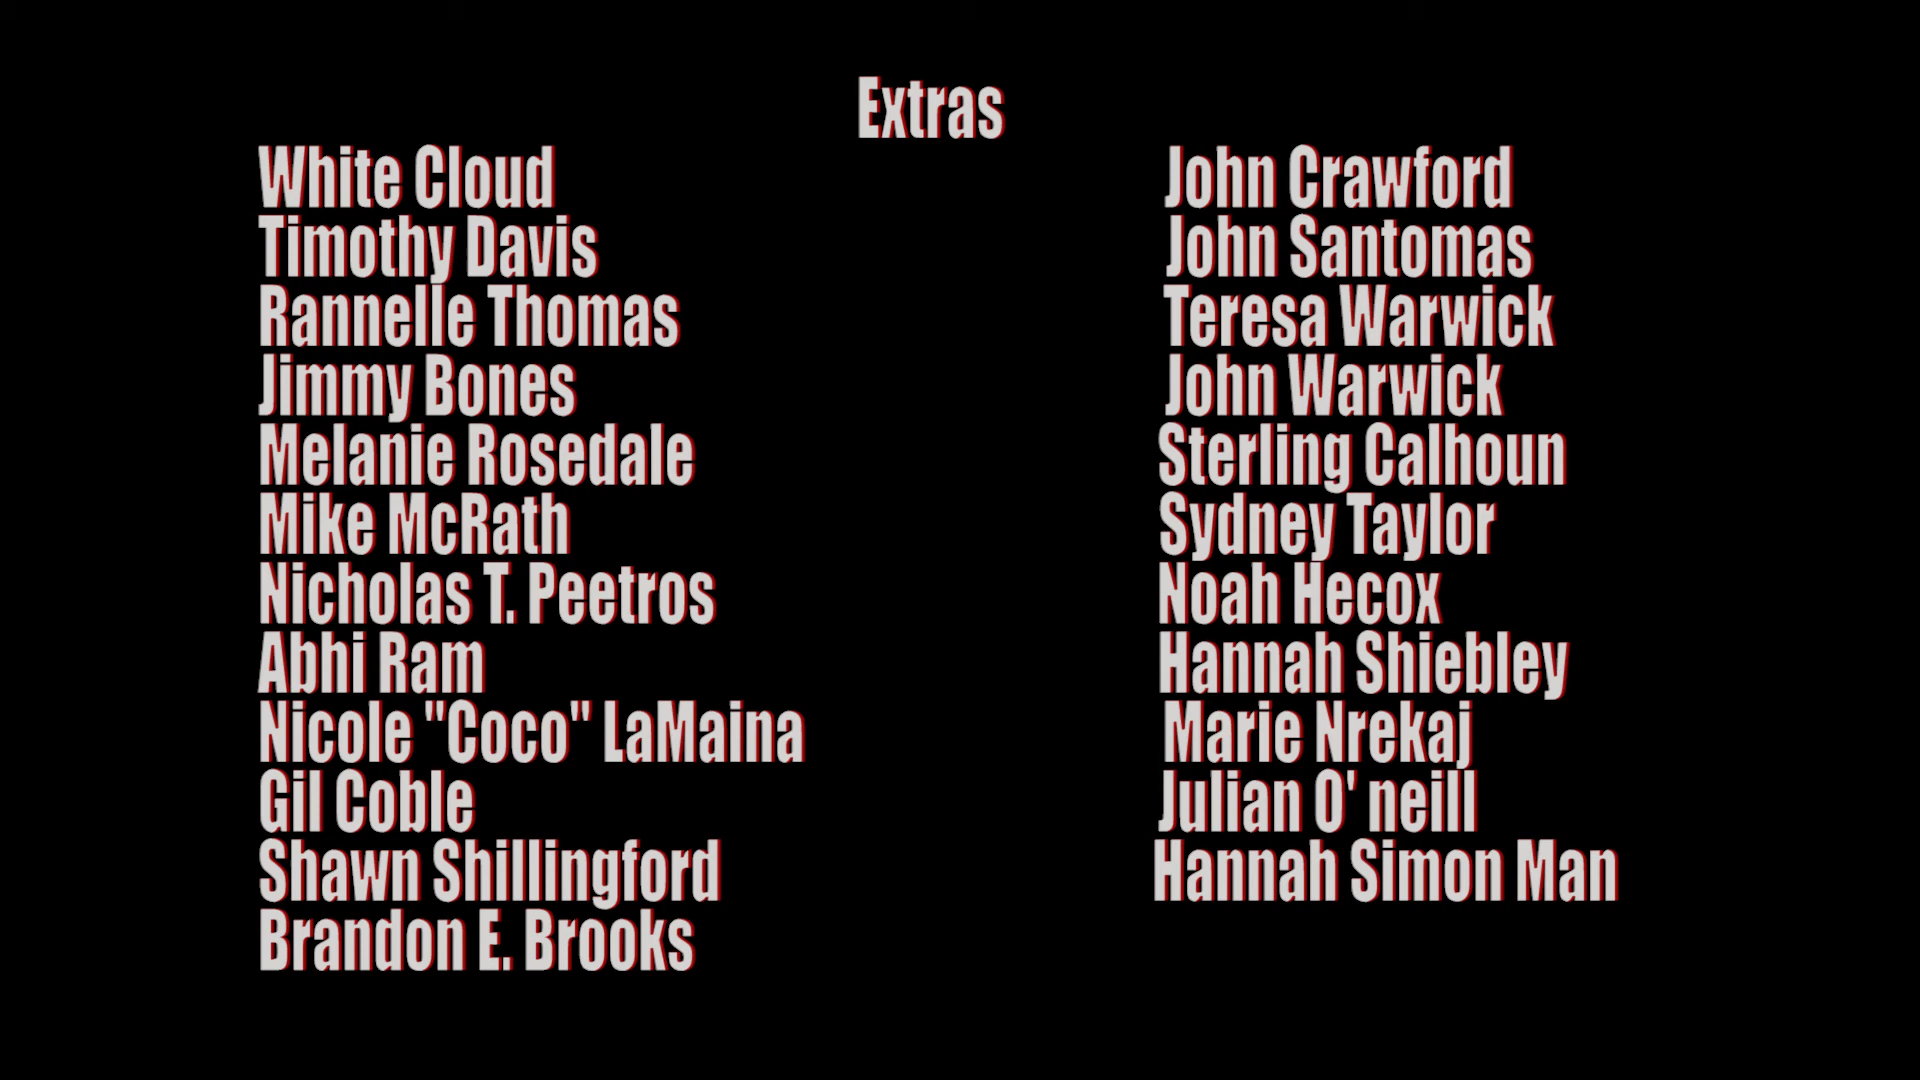 Extras
White Cloud
Timothy Davis
Rannelle Thomas
Jimmy Bones
Melanie Rosedale
Mike McRath
Nicholas T. Peetros
Abhi Ram
Nicole "Coco" LaMaina
Gil Coble
Shawn Shillingford
Brandon E. Brooks
John Crawford
John Santomas
Teresa Warwick
John Warwick
Sterling Calhoun
Sydney Taylor
Noah Hecox
Hannah Shiebley
Marie Nrekaj
Julian O' neill
Hannah Simon Man